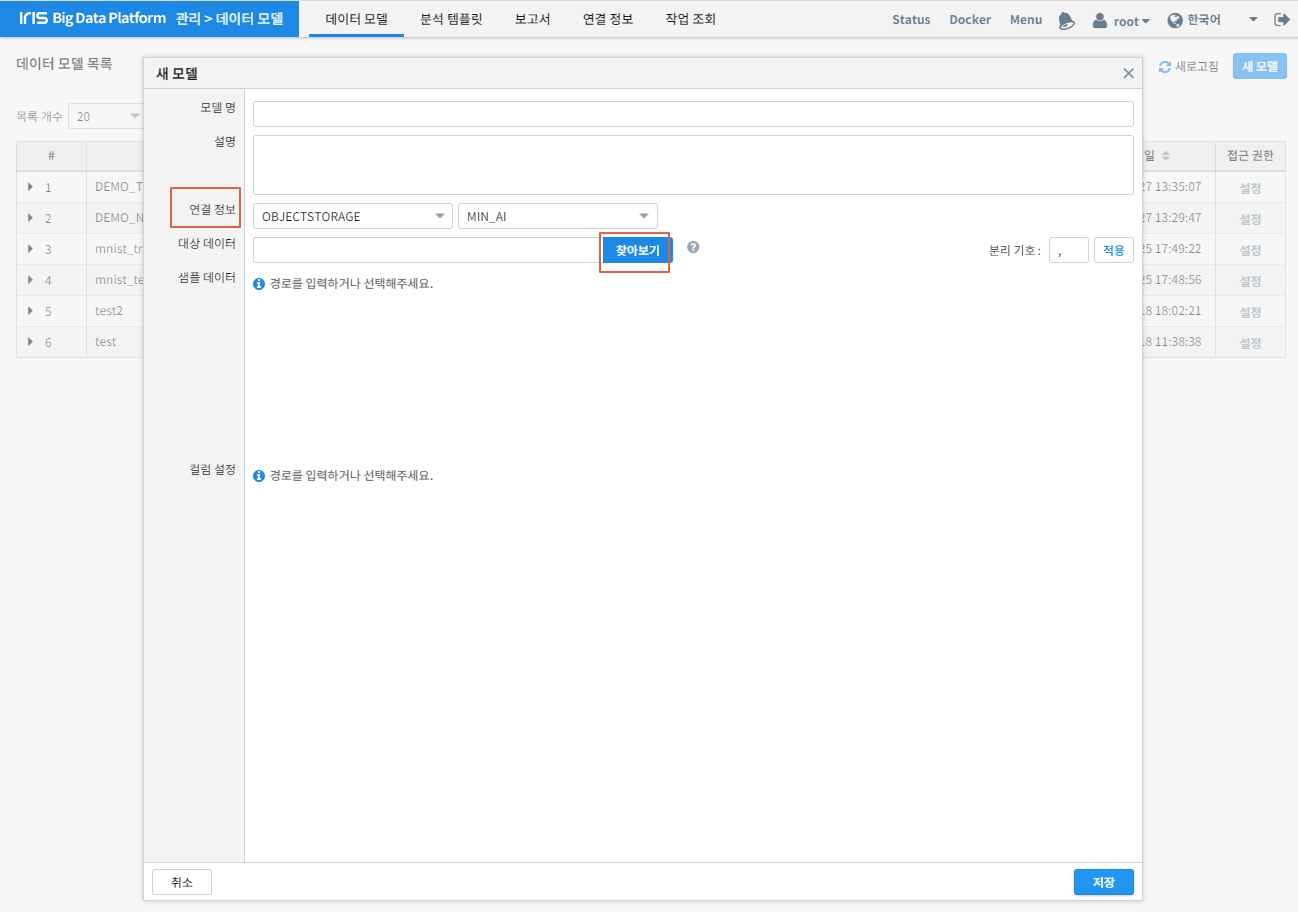 IRIS Big Data Platform 관리 > 데이터 모델 데이터 모델 분석 템플릿 보고서 연결 정보 작업 조회 Status Docker Menu root 한국어
데이터 모델 목록 새로고침 새 모델
새 모델
목록 개수 20
모델 명
설명
# 일 접근 권한
1 DEMO_T 27 13:35:07 설정
2 DEMO_N 27 13:29:47 설정
3 mnist_tr 25 17:49:22 설정
4 mnist_te 25 17:48:56 설정
5 test2 18:02:21 설정
6 test 11:38:38 설정
연결 정보 OBJECTSTORAGE MIN_AI
대상 데이터 찾아보기 ? 분리 기호 : , 적용
샘플 데이터 경로를 입력하거나 선택해주세요.
컬럼 설정 경로를 입력하거나 선택해주세요.
취소 저장